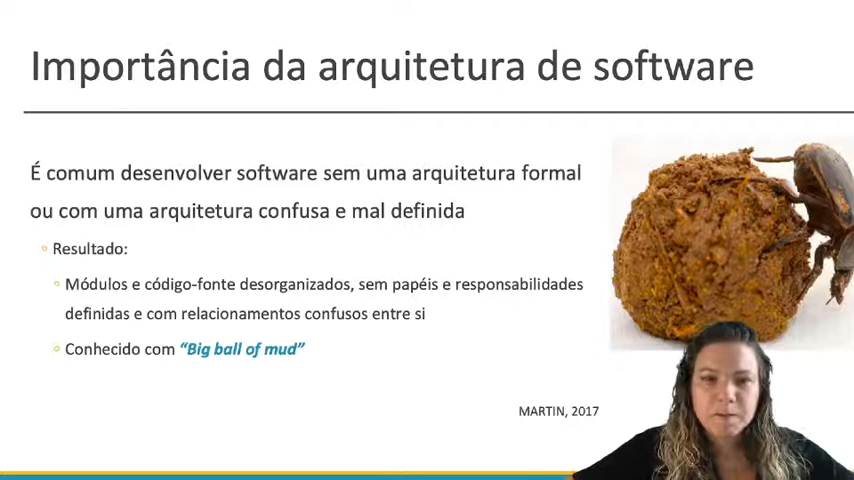 Importância da arquitetura de software
É comum desenvolver software sem uma arquitetura formal
ou com uma arquitetura confusa e mal definida
Resultado:
Módulos e código-fonte desorganizados, sem papéis e responsabilidades
definidas e com relacionamentos confusos entre si
Conhecido com “Big ball of mud”
MARTIN, 2017